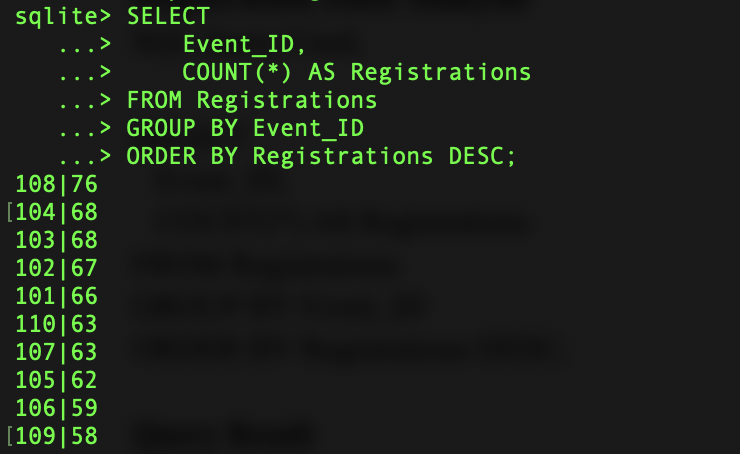 sqlite> SELECT
   ...>     Event_ID,
   ...>     COUNT(*) AS Registrations
   ...> FROM Registrations
   ...> GROUP BY Event_ID
   ...> ORDER BY Registrations DESC;
108|76
[104|68
103|68
102|67
101|66
110|63
107|63
105|62
106|59
[109|58